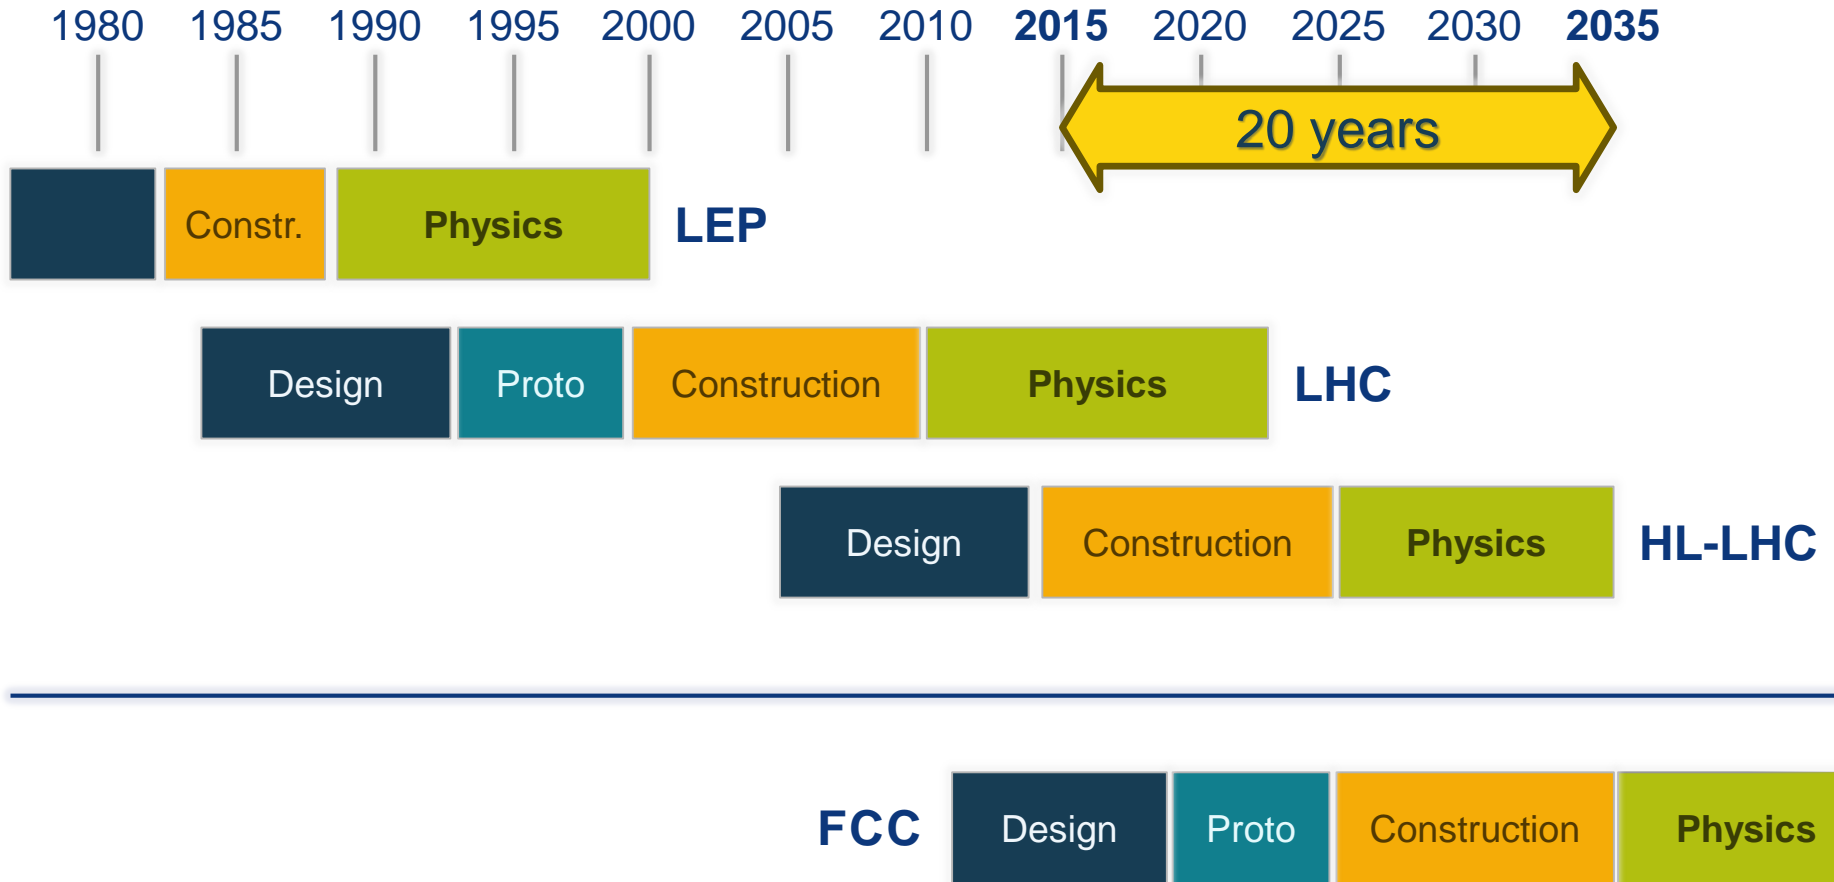 1980 1985 1990 1995 2000 2005 2010 2015 2020 2025 2030 2035
20 years
Constr. Physics LEP
Design Proto Construction Physics LHC
Design Construction Physics HL-LHC
FCC Design Proto Construction Physics